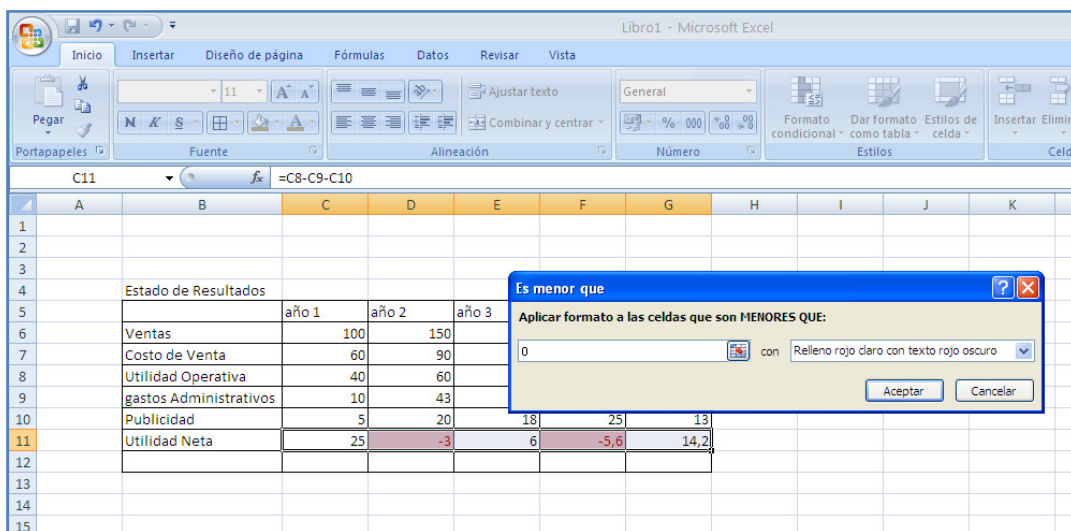 Libro1 - Microsoft Excel
Inicio Insertar Diseño de página Fórmulas Datos Revisar Vista
Pegar
11 A A
Ajustar texto
General
N K S A
Combinar y centrar
% 000
Formato condicional
Dar formato como tabla
Estilos de celda
Insertar
Portapapeles Fuente Alineación Número Estilos
C11 fx =C8-C9-C10
A B C D E F G H I J K
1
2
3
4 Estado de Resultados
5 año 1 año 2 año 3
6 Ventas 100 150
7 Costo de Venta 60 90
8 Utilidad Operativa 40 60
9 gastos Administrativos 10 43
10 Publicidad 5 20 18 25 13
11 Utilidad Neta 25 -3 6 -5,6 14,2
12
13
14
15
Es menor que
Aplicar formato a las celdas que son MENORES QUE:
0 con Relleno rojo claro con texto rojo oscuro
Aceptar Cancelar